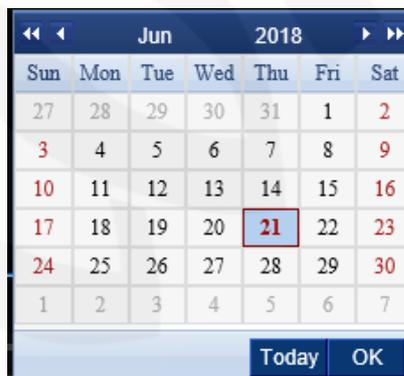 Jun 2018
Sun Mon Tue Wed Thu Fri Sat
27 28 29 30 31 1 2
3 4 5 6 7 8 9
10 11 12 13 14 15 16
17 18 19 20 21 22 23
24 25 26 27 28 29 30
1 2 3 4 5 6 7
Today OK